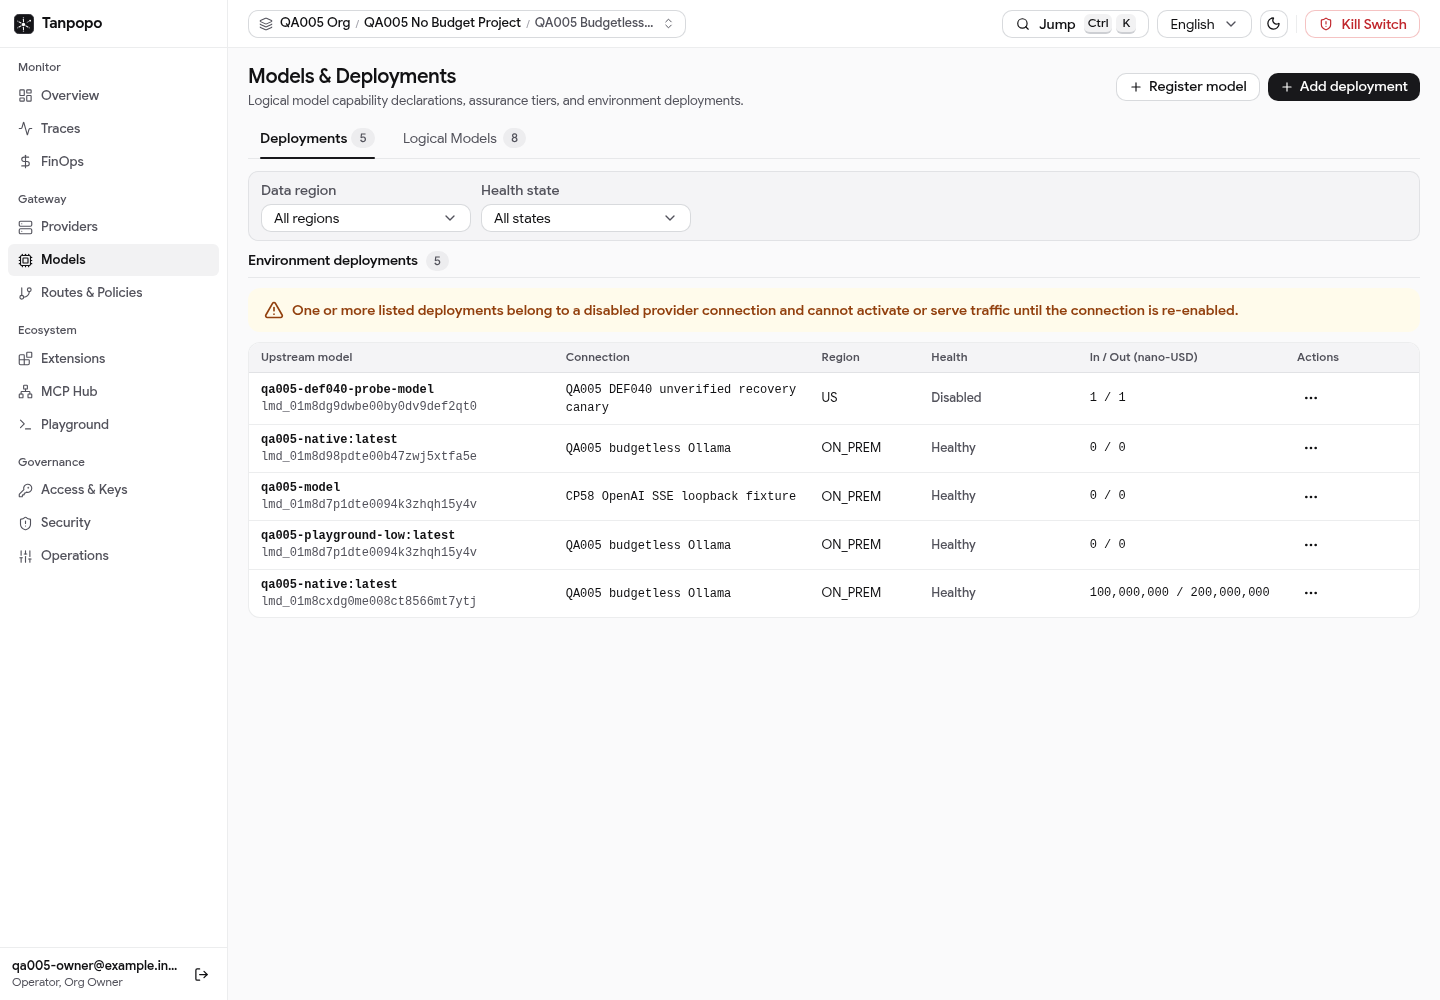 Tanpopo
QA005 Org / QA005 No Budget Project / QA005 Budgetless...
Jump Ctrl K
English
Kill Switch
Monitor
Overview
Traces
FinOps
Gateway
Providers
Models
Routes & Policies
Ecosystem
Extensions
MCP Hub
Playground
Governance
Access & Keys
Security
Operations
qa005-owner@example.in...
Operator, Org Owner
Models & Deployments
Logical model capability declarations, assurance tiers, and environment deployments.
Register model
Add deployment
Deployments 5
Logical Models 8
Data region
All regions
Health state
All states
Environment deployments 5
One or more listed deployments belong to a disabled provider connection and cannot activate or serve traffic until the connection is re-enabled.
Upstream model Connection Region Health In / Out (nano-USD) Actions
qa005-def040-probe-model
lmd_01m8dg9dwbe00by0dv9def2qt0
QA005 DEF040 unverified recovery
canary
US Disabled 1 / 1
qa005-native:latest
lmd_01m8d98pdte00b47zwj5xtfa5e
QA005 budgetless Ollama ON_PREM Healthy 0 / 0
qa005-model
lmd_01m8d7p1dte0094k3zhqh15y4v
CP58 OpenAI SSE loopback fixture ON_PREM Healthy 0 / 0
qa005-playground-low:latest
lmd_01m8d7p1dte0094k3zhqh15y4v
QA005 budgetless Ollama ON_PREM Healthy 0 / 0
qa005-native:latest
lmd_01m8cxdg0me008ct8566mt7ytj
QA005 budgetless Ollama ON_PREM Healthy 100,000,000 / 200,000,000